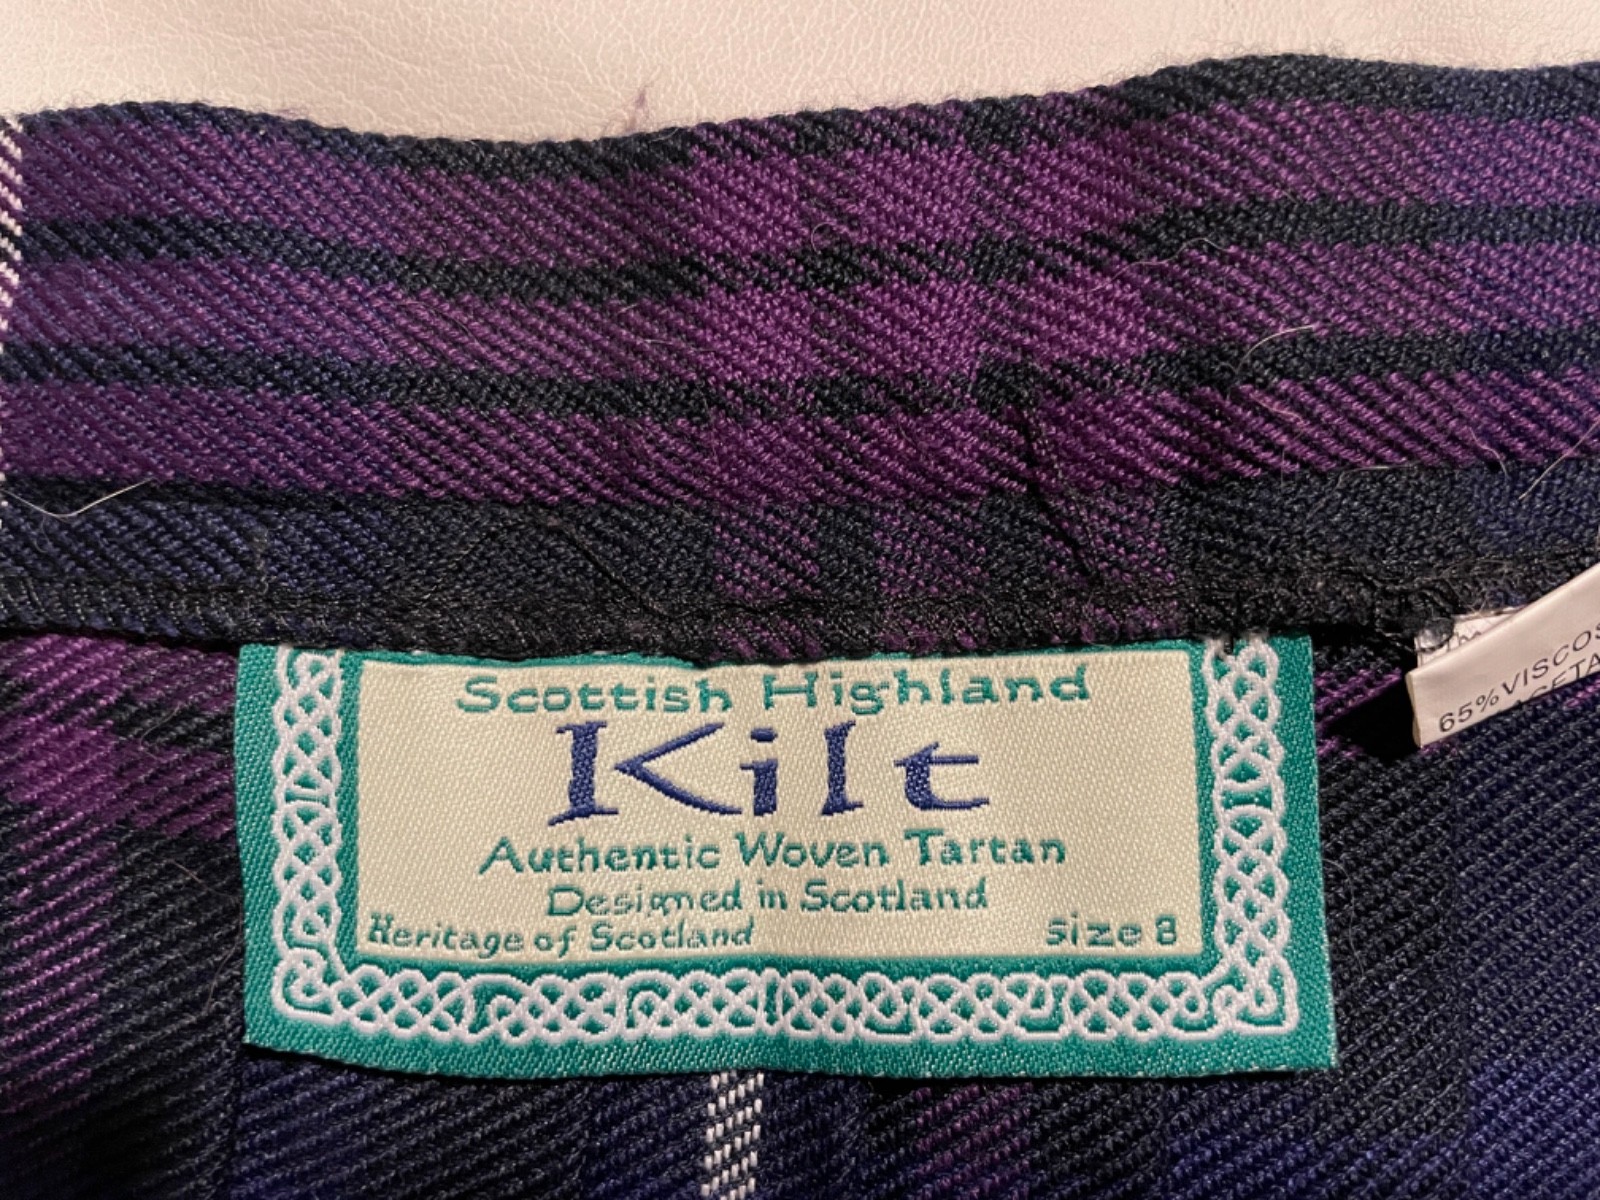 Scottish Highland
Kilt
Authentic Woven Tartan
Designed in Scotland
Heritage of Scotland
size 8
65% VISCOS